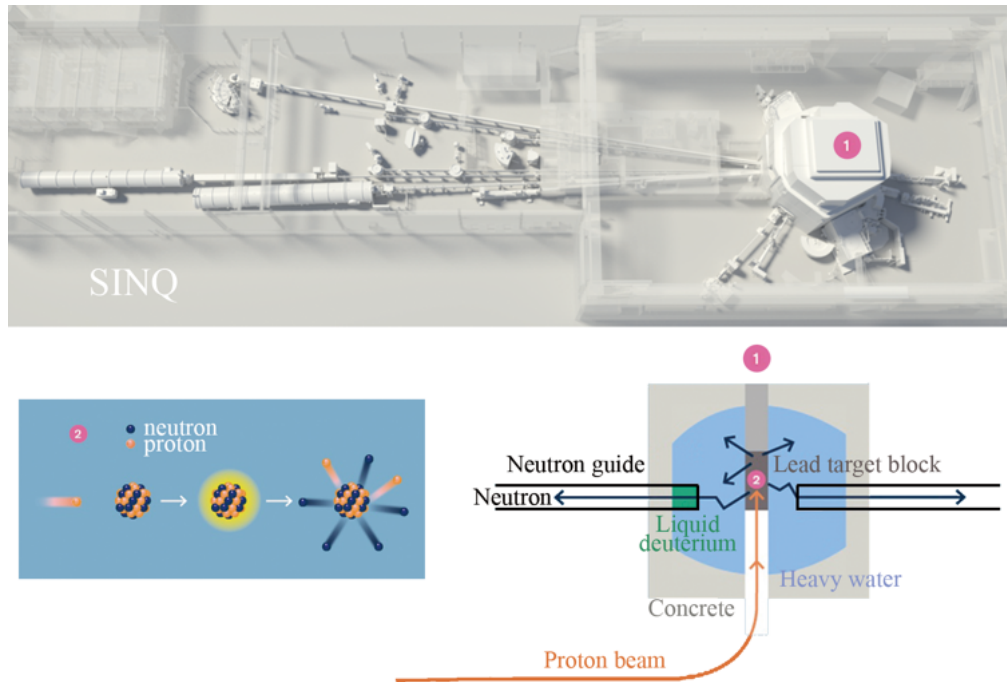 1
SINQ
2
neutron
proton
1
Neutron guide
Lead target block
2
Neutron
Liquid
deuterium
Heavy water
Concrete
Proton beam